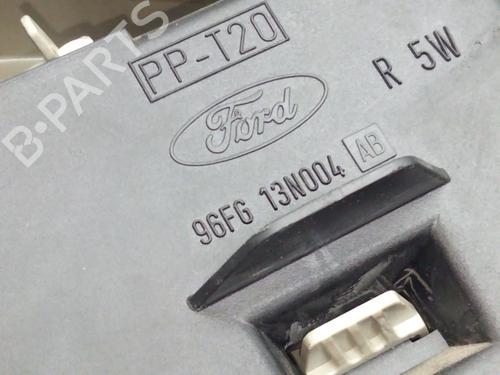 B-PARTS
PP-T20
R 5W
Ford
96FG 13N004 AB